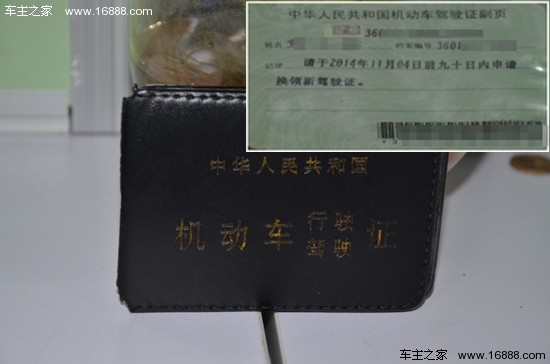 车主之家 www.16888.com
中华人民共和国机动车驾驶证副页
证号 360
姓名
档案编号 3601
记录 请于2014年11月04日前九十日内申请
换领新驾驶证。
中华人民共和国
机动车 行驶 证
驾驶
车主之家 www.16888.com